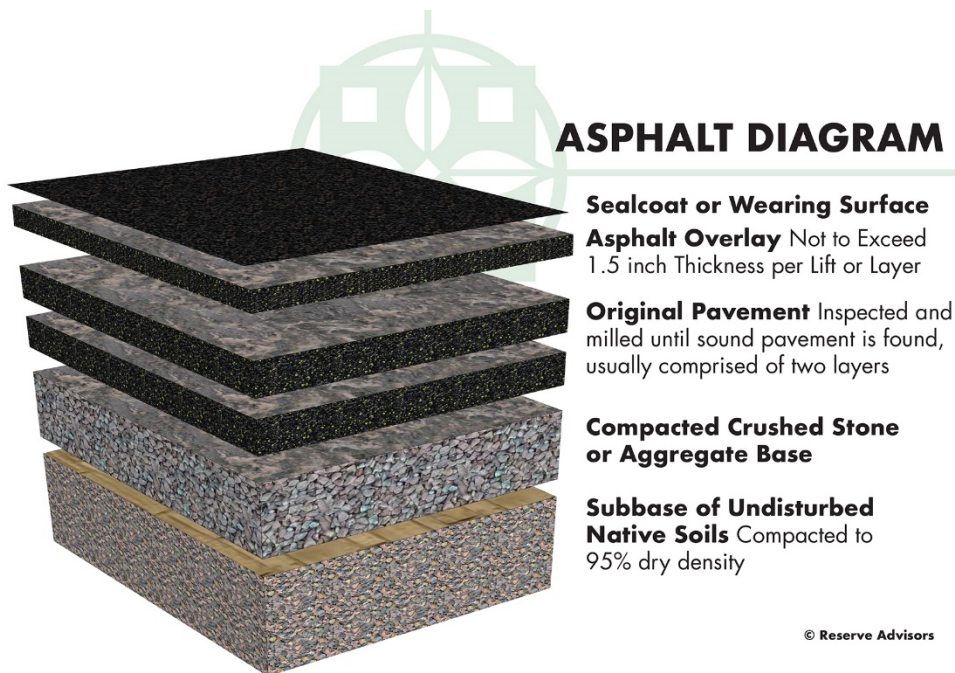 ASPHALT DIAGRAM
Sealcoat or Wearing Surface
Asphalt Overlay Not to Exceed
1.5 inch Thickness per Lift or Layer
Original Pavement Inspected and
milled until sound pavement is found,
usually comprised of two layers
Compacted Crushed Stone
or Aggregate Base
Subbase of Undisturbed
Native Soils Compacted to
95% dry density
© Reserve Advisors